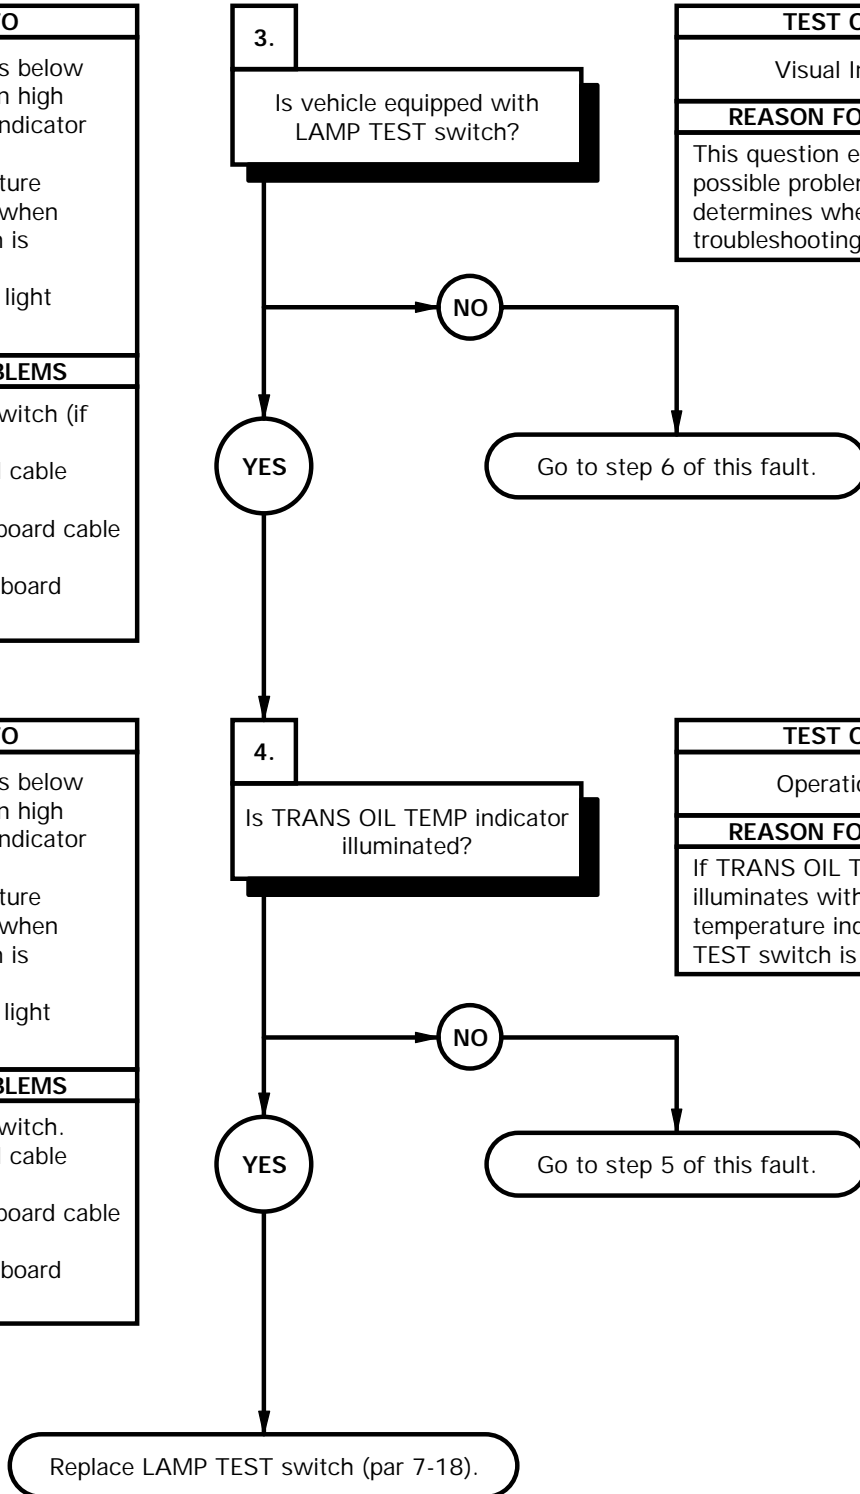 O
s below
n high
ndicator
ture
when
n is
light
BLEMS
witch (if
l cable
board cable
board
3.
Is vehicle equipped with
LAMP TEST switch?
NO
YES
Go to step 6 of this fault.
TEST O
Visual In
REASON FO
This question e
possible problem
determines whe
troubleshooting
O
s below
n high
ndicator
ture
when
n is
light
BLEMS
witch.
l cable
board cable
board
4.
Is TRANS OIL TEMP indicator
illuminated?
NO
YES
Go to step 5 of this fault.
Replace LAMP TEST switch (par 7-18).
TEST O
Operatio
REASON FO
If TRANS OIL T
illuminates with
temperature ind
TEST switch is